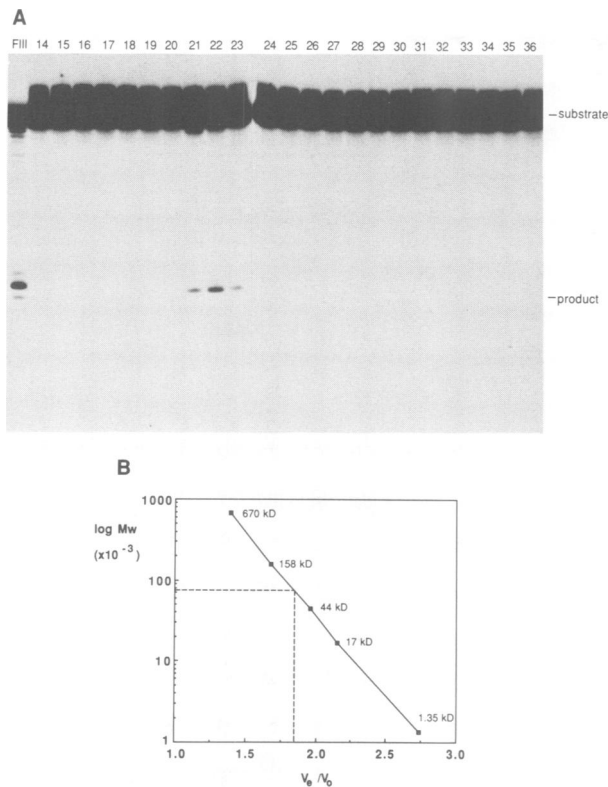 A
FIII 14 15 16 17 18 19 20 21 22 23 24 25 26 27 28 29 30 31 32 33 34 35 36
substrate
product
B
1000
log Mw
(x10 -3)
670 kD
158 kD
100
44 kD
17 kD
10
1.35 kD
1
1.0 1.5 2.0 2.5 3.0
Ve /Vo